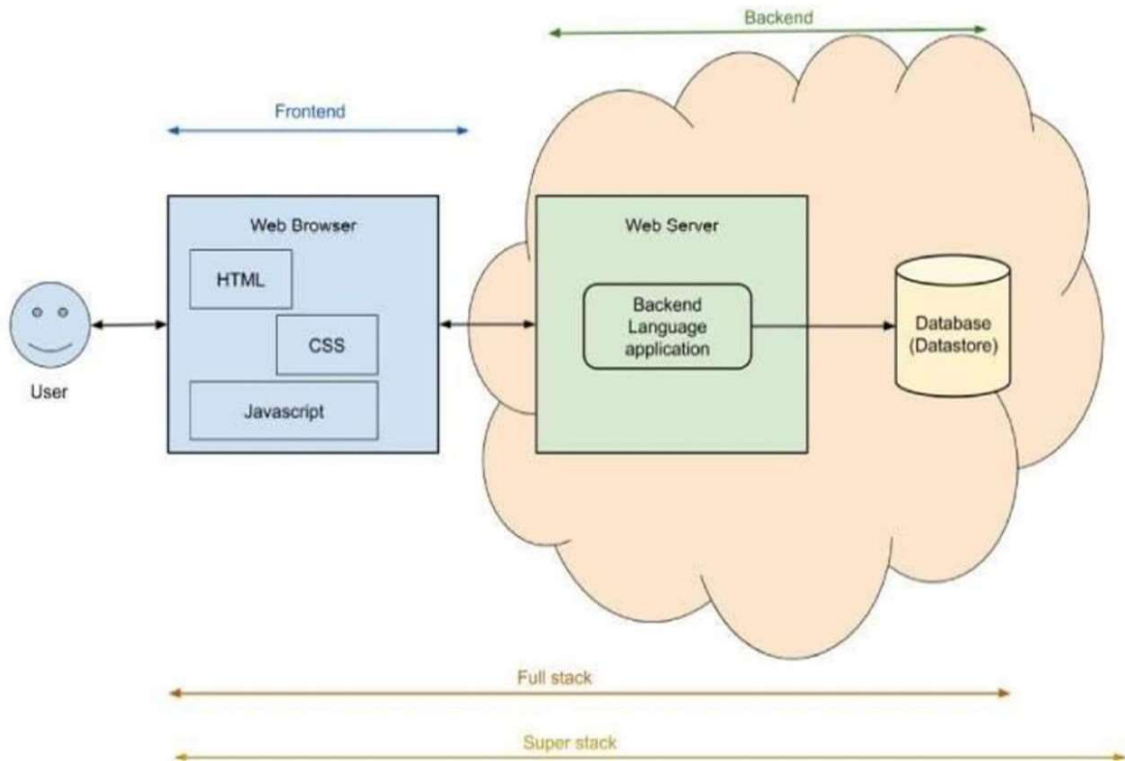 Backend
Frontend
Web Browser
HTML
CSS
Javascript
User
Web Server
Backend
Language
application
Database
(Datastore)
Full stack
Super stack